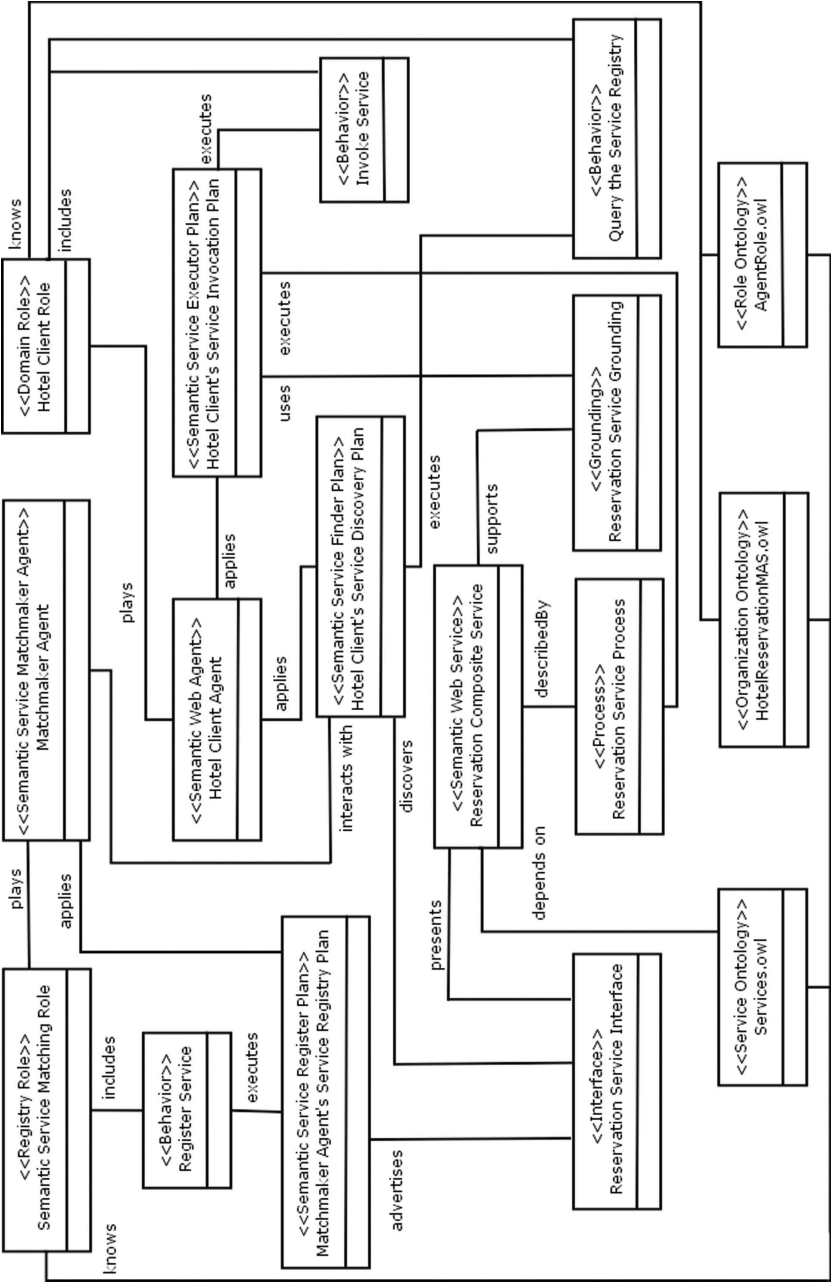 <<Registry Role>>
Semantic Service Matching Role
plays
<<Semantic Service Matchmaker Agent>>
Matchmaker Agent
<<Domain Role>>
Hotel Client Role
knows
includes
knows
includes
applies
plays
<<Behavior>>
Register Service
executes
<<Semantic Web Agent>>
Hotel Client Agent
applies
<<Semantic Service Executor Plan>>
Hotel Client's Service Invocation Plan
executes
<<Behavior>>
Invoke Service
<<Semantic Service Register Plan>>
Matchmaker Agent's Service Registry Plan
interacts with
applies
<<Semantic Service Finder Plan>>
Hotel Client's Service Discovery Plan
uses
executes
advertises
discovers
executes
presents
<<Semantic Web Service>>
Reservation Composite Service
supports
depends on
describedBy
<<Interface>>
Reservation Service Interface
<<Process>>
Reservation Service Process
<<Grounding>>
Reservation Service Grounding
<<Behavior>>
Query the Service Registry
<<Service Ontology>>
Services.owl
<<Organization Ontology>>
HotelReservationMAS.owl
<<Role Ontology>>
AgentRole.owl